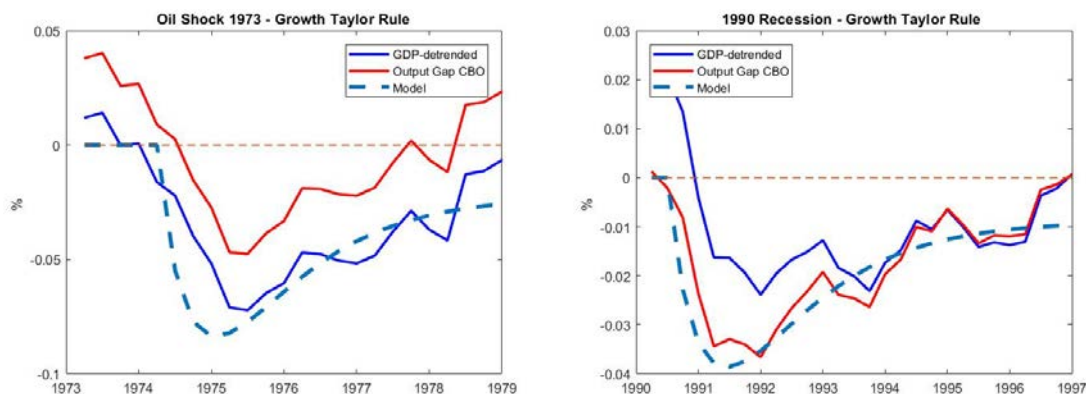 Oil Shock 1973 - Growth Taylor Rule
0.05
0
-0.05
-0.1
%
GDP-detrended
Output Gap CBO
Model
1973 1974 1975 1976 1977 1978 1979
1990 Recession - Growth Taylor Rule
0.03
0.02
0.01
0
-0.01
-0.02
-0.03
-0.04
%
GDP-detrended
Output Gap CBO
Model
1990 1991 1992 1993 1994 1995 1996 1997